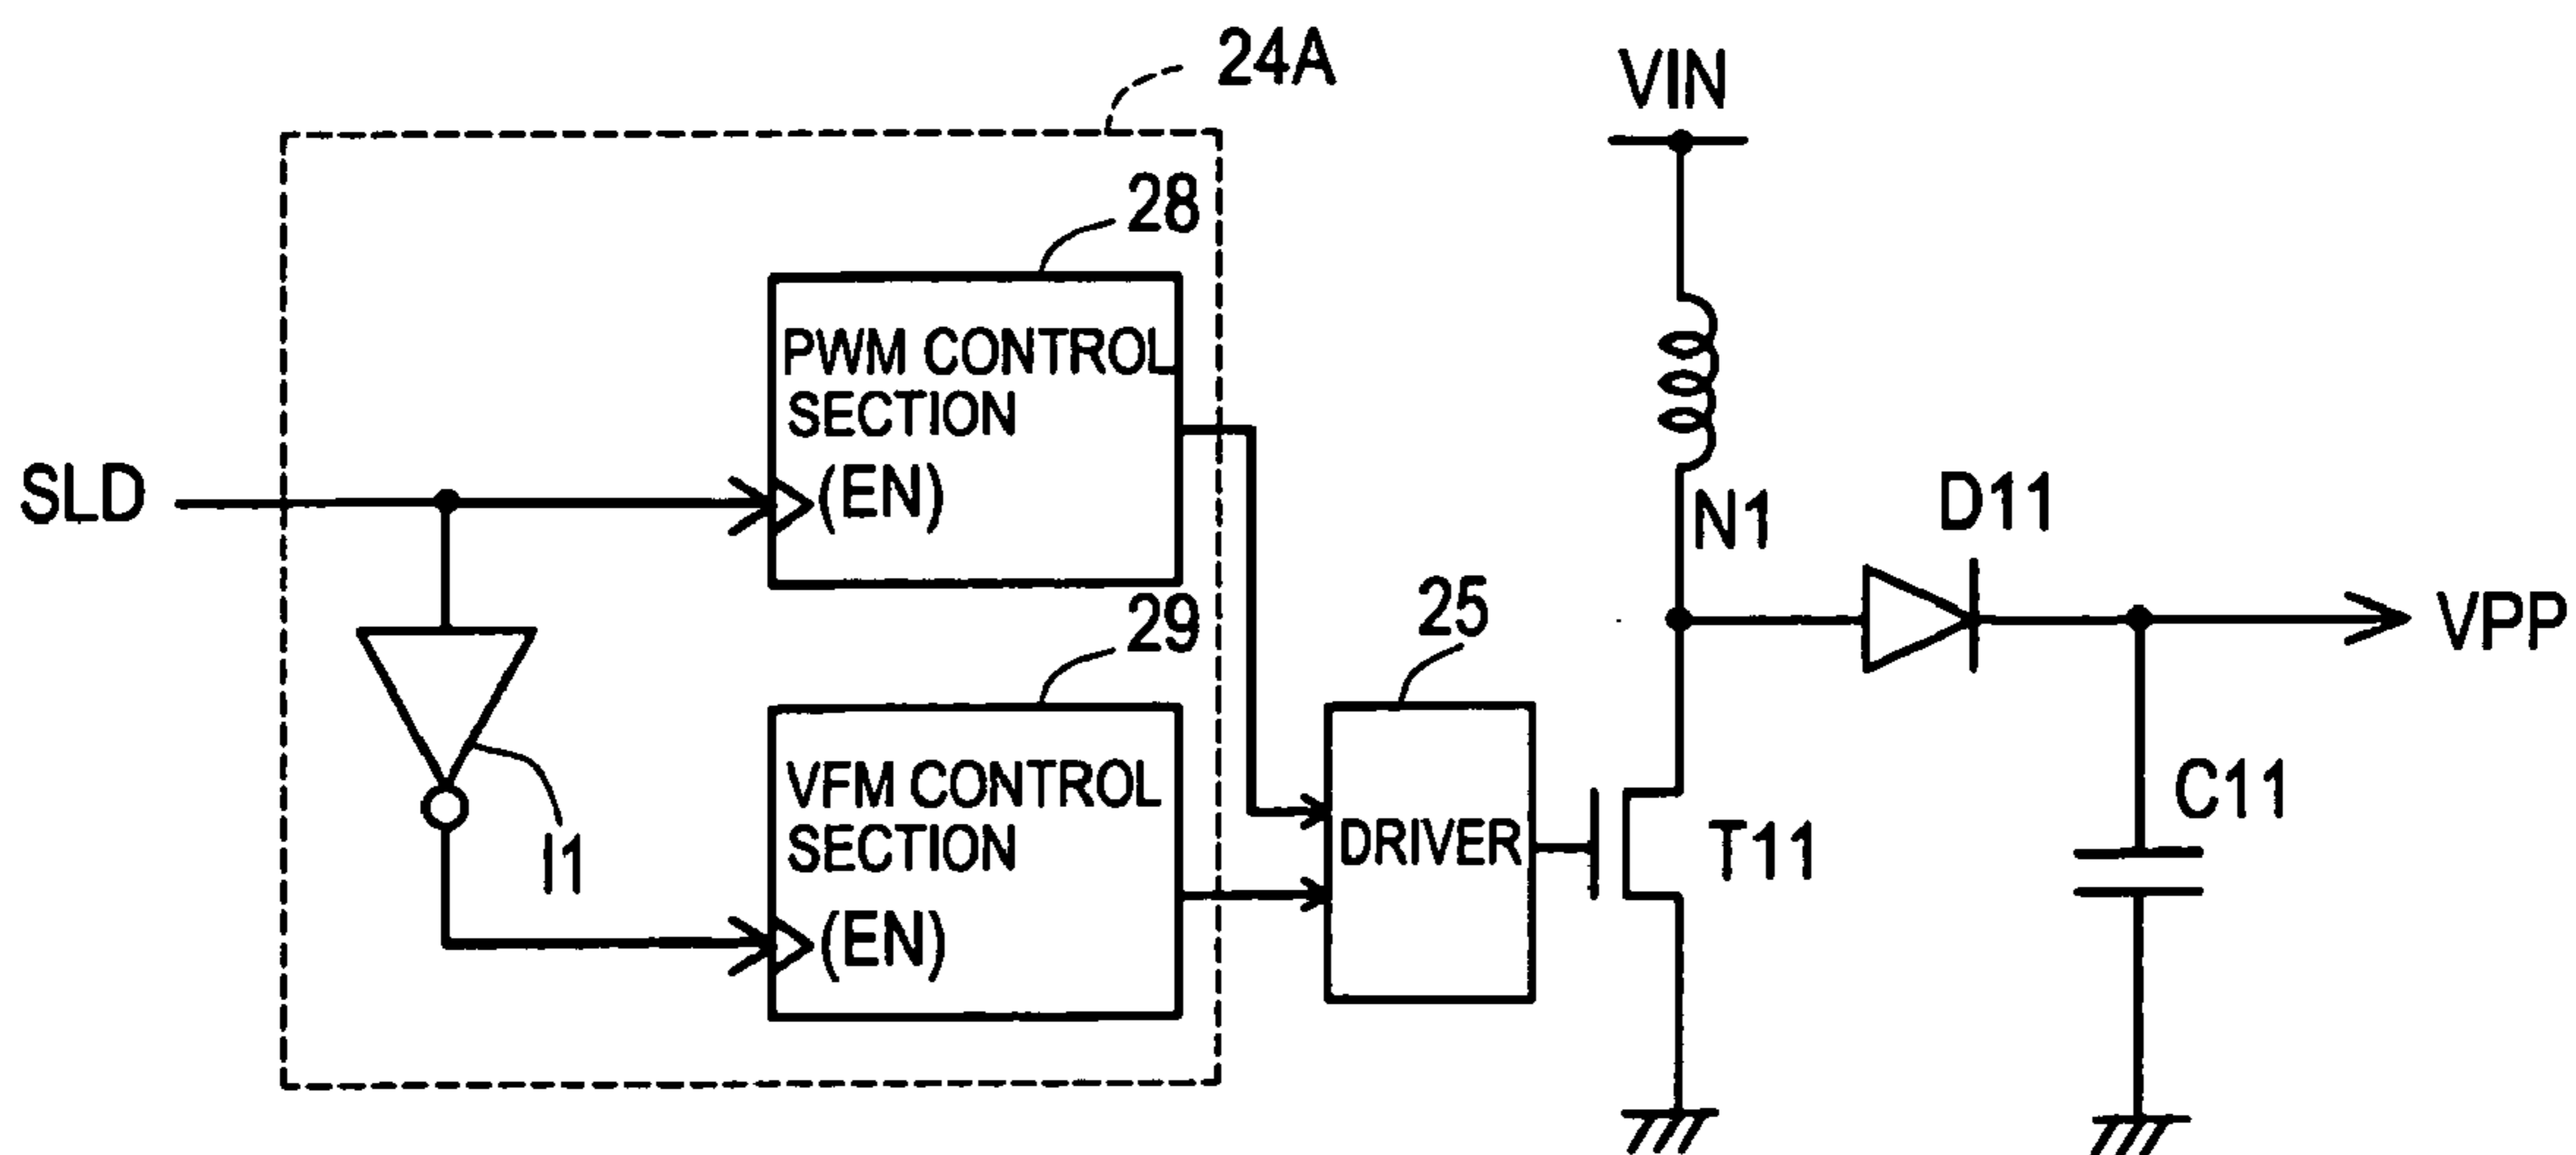 24A
VIN
28
PWM CONTROL
SECTION
(EN)
SLD
N1
D11
VPP
29
25
VFM CONTROL
SECTION
(EN)
I1
DRIVER
T11
C11